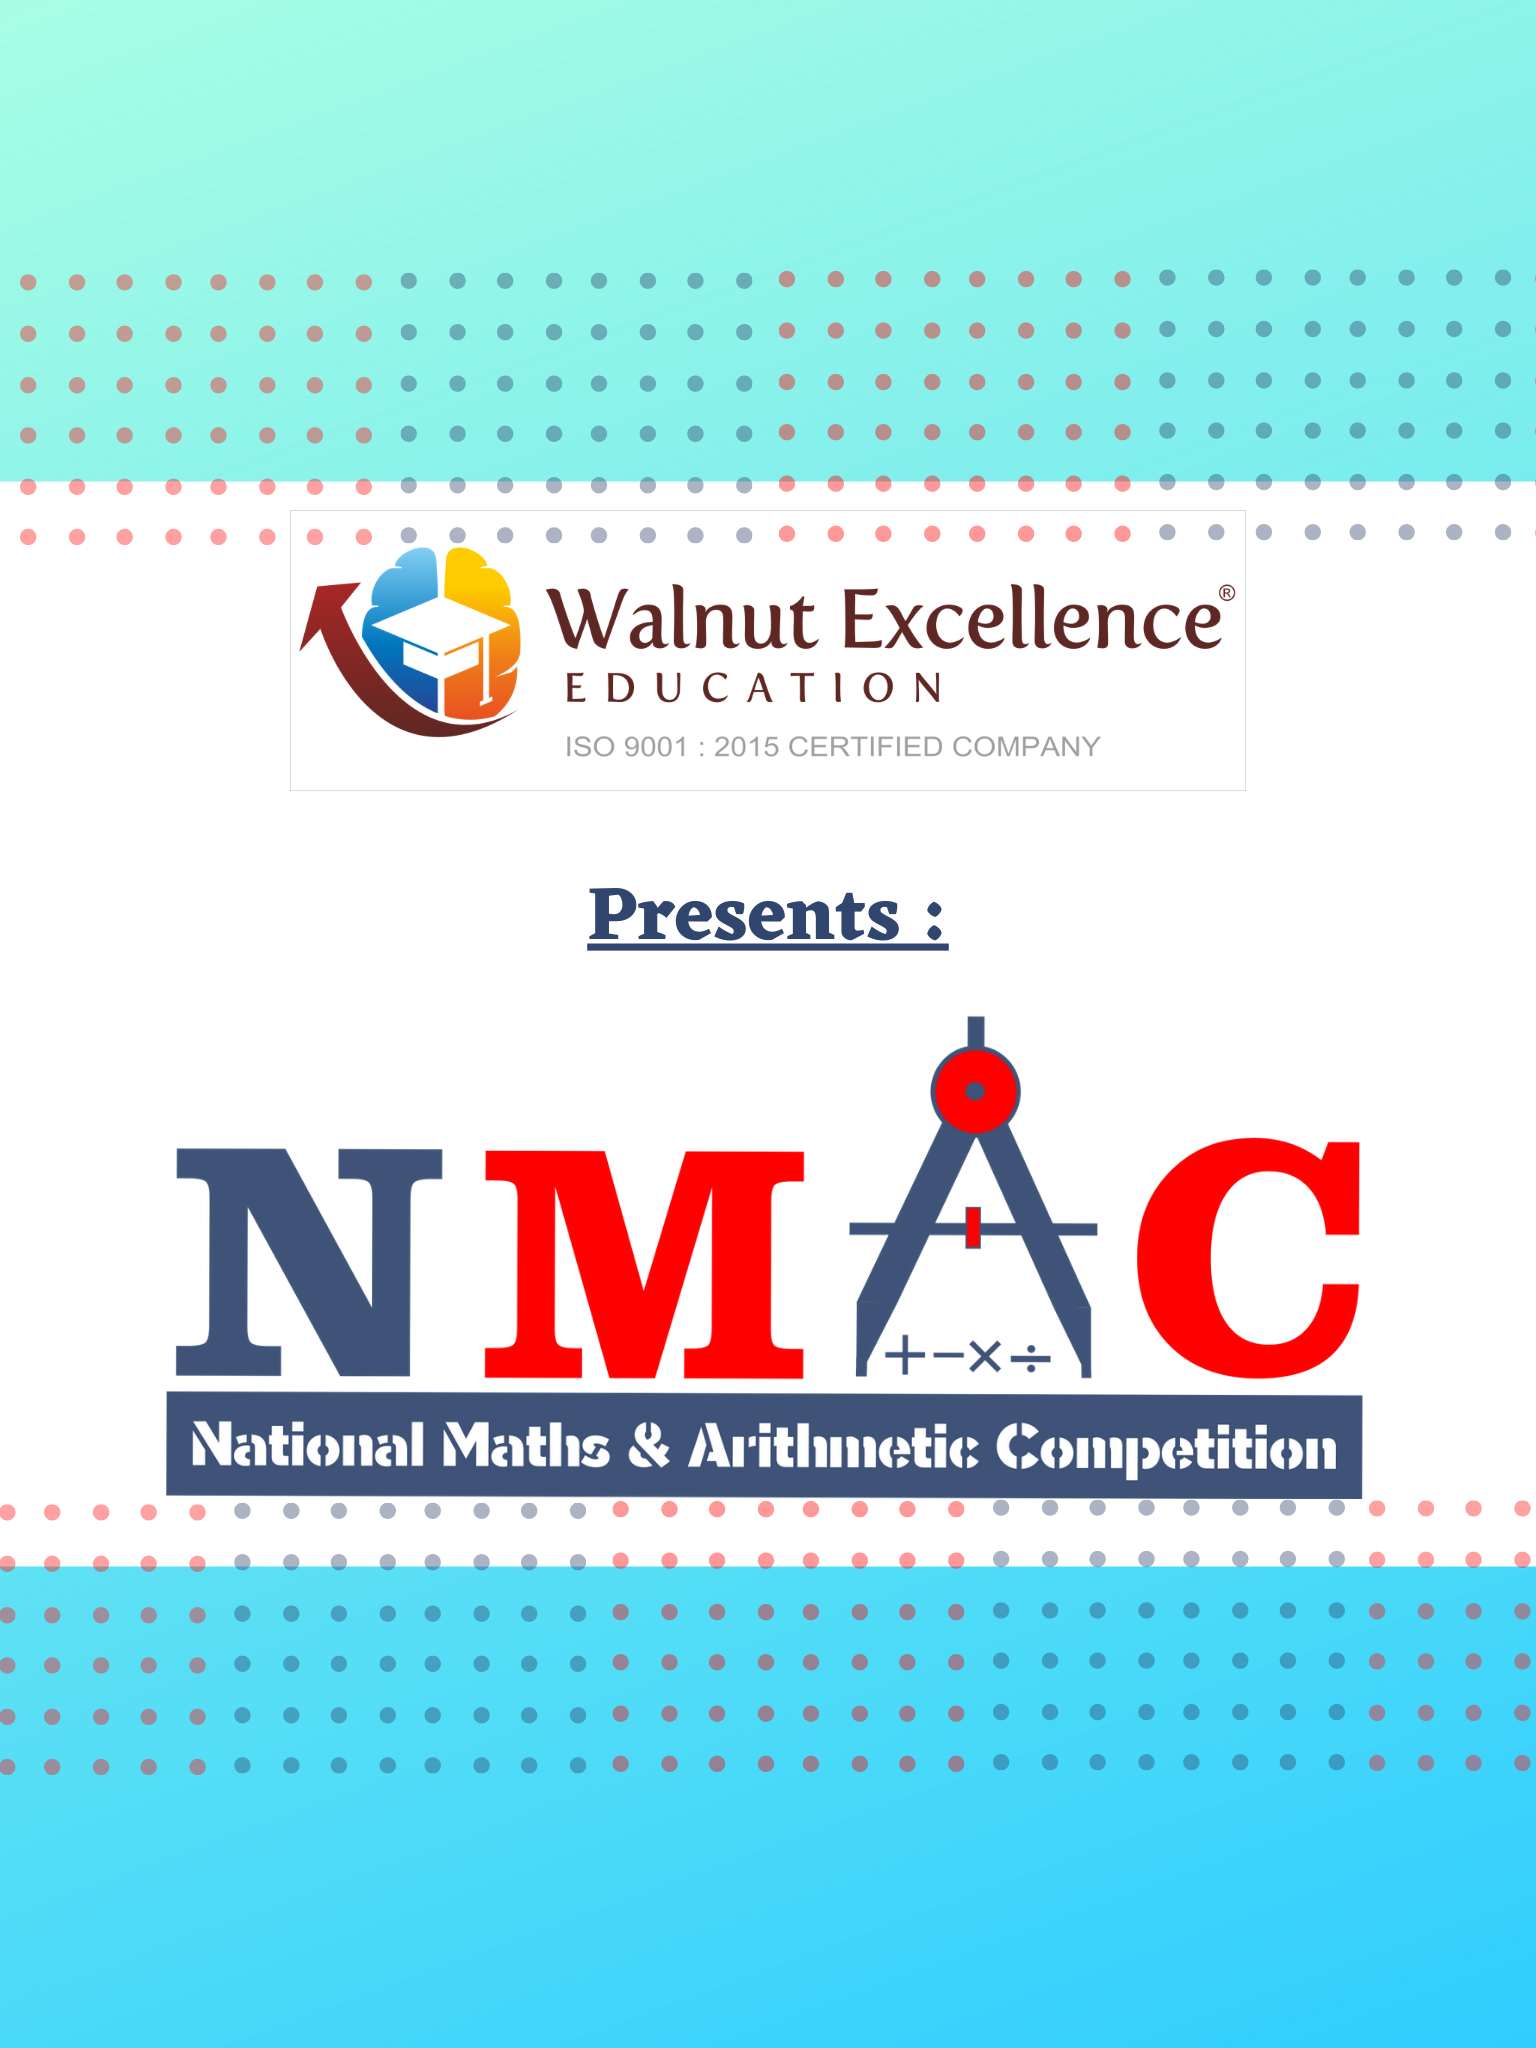 Walnut Excellence®
EDUCATION
ISO 9001 : 2015 CERTIFIED COMPANY
Presents :
NMAC
+−×÷
National Maths & Arithmetic Competition